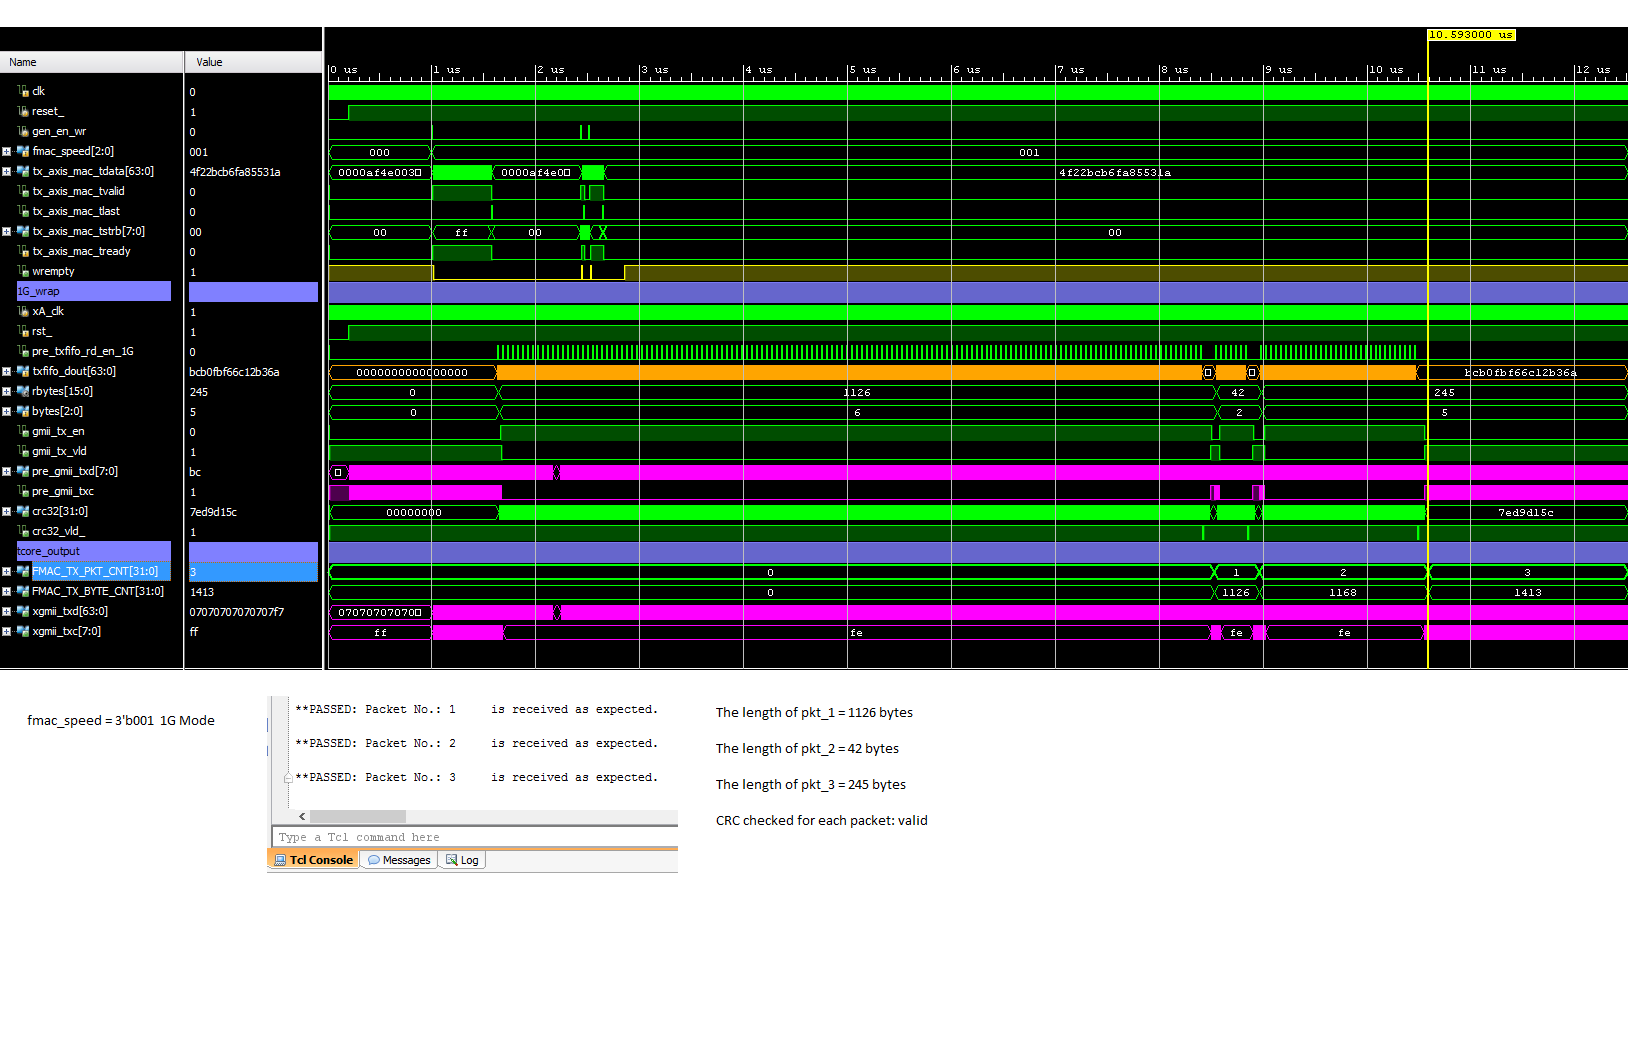 10.593000 us
Name Value
0 us 1 us 2 us 3 us 4 us 5 us 6 us 7 us 8 us 9 us 10 us 11 us 12 us
clk 0
reset_ 1
gen_en_wr 0
fmac_speed[2:0] 001 000 001
tx_axis_mac_tdata[63:0] 4f22bcb6fa85531a 0000af4e003 0000af4e0 4f22bcb6fa85531a
tx_axis_mac_tvalid 0
tx_axis_mac_tlast 0
tx_axis_mac_tstrb[7:0] 00 00 ff 00 00
tx_axis_mac_tready 0
wrempty 1
1G_wrap
xA_clk 1
rst_ 1
pre_txfifo_rd_en_1G 0
txfifo_dout[63:0] bcb0fbf66c12b36a 0000000000000000 bcb0fbf66c12b36a
rbytes[15:0] 245 0 1126 42 245
bytes[2:0] 5 0 6 2 5
gmii_tx_en 0
gmii_tx_vld 1
pre_gmii_txd[7:0] bc
pre_gmii_txc 1
crc32[31:0] 7ed9d15c 00000000 7ed9d15c
crc32_vld_ 1
tcore_output
FMAC_TX_PKT_CNT[31:0] 3 0 1 2 3
FMAC_TX_BYTE_CNT[31:0] 1413 0 1126 1168 1413
xgmii_txd[63:0] 07070707070707f7 07070707070
xgmii_txc[7:0] ff ff fe fe fe
fmac_speed = 3'b001 1G Mode
**PASSED: Packet No.: 1 is received as expected.
**PASSED: Packet No.: 2 is received as expected.
**PASSED: Packet No.: 3 is received as expected.
Type a Tcl command here
Tcl Console Messages Log
The length of pkt_1 = 1126 bytes
The length of pkt_2 = 42 bytes
The length of pkt_3 = 245 bytes
CRC checked for each packet: valid